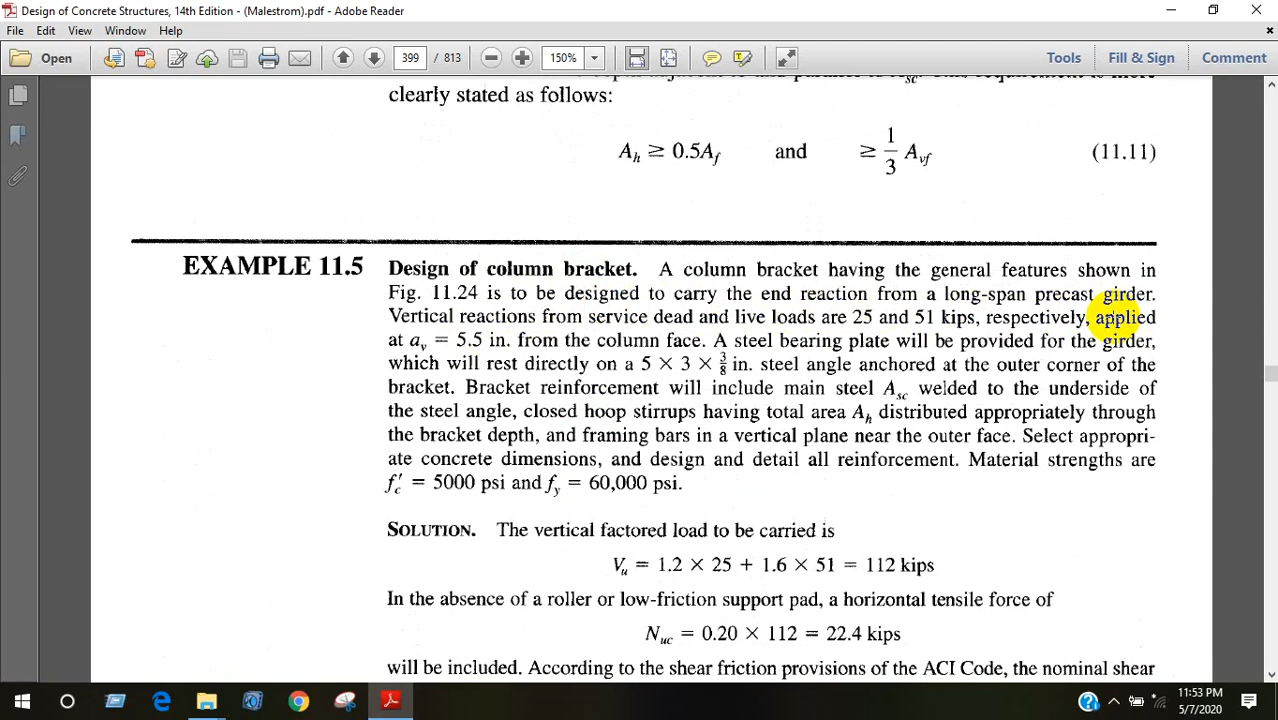 Design of Concrete Structures, 14th Edition - (Malestrom).pdf - Adobe Reader
File Edit View Window Help
Open 399 / 813 150% Tools Fill & Sign Comment
clearly stated as follows:
A_h ≥ 0.5A_f and ≥ 1/3 A_vf (11.11)
EXAMPLE 11.5 Design of column bracket. A column bracket having the general features shown in
Fig. 11.24 is to be designed to carry the end reaction from a long-span precast girder.
Vertical reactions from service dead and live loads are 25 and 51 kips, respectively, applied
at a_v = 5.5 in. from the column face. A steel bearing plate will be provided for the girder,
which will rest directly on a 5 × 3 × 3/8 in. steel angle anchored at the outer corner of the
bracket. Bracket reinforcement will include main steel A_sc welded to the underside of
the steel angle, closed hoop stirrups having total area A_h distributed appropriately through
the bracket depth, and framing bars in a vertical plane near the outer face. Select appropri-
ate concrete dimensions, and design and detail all reinforcement. Material strengths are
f'_c = 5000 psi and f_y = 60,000 psi.
SOLUTION. The vertical factored load to be carried is
V_u = 1.2 × 25 + 1.6 × 51 = 112 kips
In the absence of a roller or low-friction support pad, a horizontal tensile force of
N_uc = 0.20 × 112 = 22.4 kips
will be included. According to the shear friction provisions of the ACI Code, the nominal shear
11:53 PM
5/7/2020